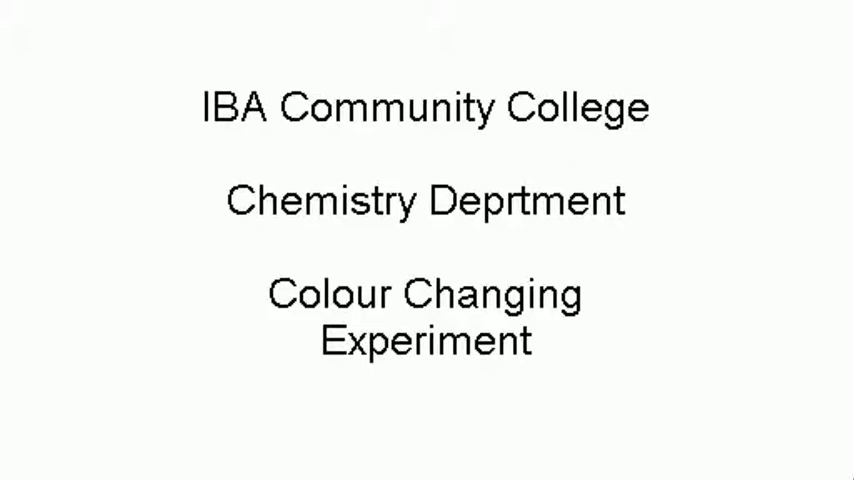 IBA Community College
Chemistry Deprtment
Colour Changing
Experiment